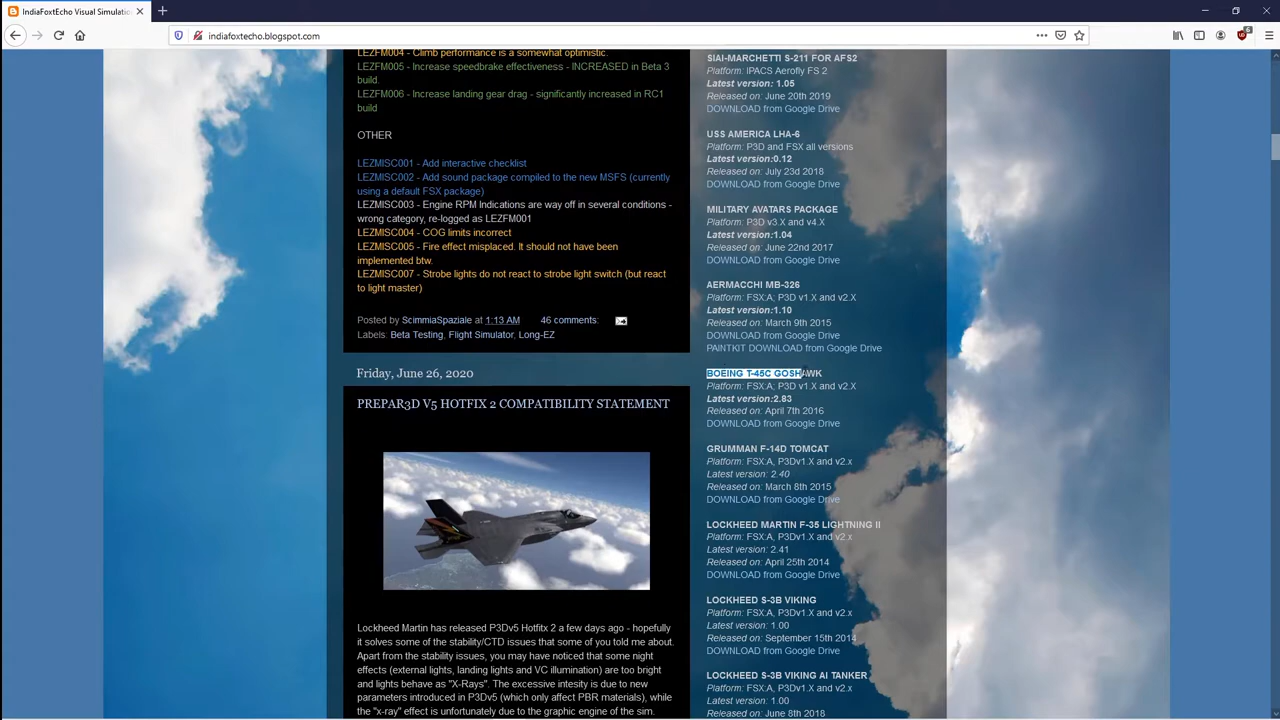 IndiaFoxtEcho Visual Simulatio
indiafoxtecho.blogspot.com
LEZFM004 - Climb performance is a somewhat optimistic.
LEZFM005 - Increase speedbrake effectiveness - INCREASED in Beta 3
build.
LEZFM006 - Increase landing gear drag - significantly increased in RC1
build
OTHER
LEZMISC001 - Add interactive checklist
LEZMISC002 - Add sound package compiled to the new MSFS (currently
using a default FSX package)
LEZMISC003 - Engine RPM Indications are way off in several conditions -
wrong category, re-logged as LEZFM001
LEZMISC004 - COG limits incorrect
LEZMISC005 - Fire effect misplaced. It should not have been
implemented btw.
LEZMISC007 - Strobe lights do not react to strobe light switch (but react
to light master)
Posted by ScimmiaSpaziale at 1:13 AM 46 comments:
Labels: Beta Testing, Flight Simulator, Long-EZ
Friday, June 26, 2020
PREPAR3D V5 HOTFIX 2 COMPATIBILITY STATEMENT
Lockheed Martin has released P3Dv5 Hotfitx 2 a few days ago - hopefully
it solves some of the stability/CTD issues that some of you told me about.
Apart from the stability issues, you may have noticed that some night
effects (external lights, landing lights and VC illumination) are too bright
and lights behave as "X-Rays". The excessive intesity is due to new
parameters introduced in P3Dv5 (which only affect PBR materials), while
the "x-ray" effect is unfortunately due to the graphic engine of the sim.
SIAI-MARCHETTI S-211 FOR AFS2
Platform: IPACS Aerofly FS 2
Latest version: 1.05
Released on: June 20th 2019
DOWNLOAD from Google Drive
USS AMERICA LHA-6
Platform: P3D and FSX all versions
Latest version:0.12
Released on: July 23d 2018
DOWNLOAD from Google Drive
MILITARY AVATARS PACKAGE
Platform: P3D v3.X and v4.X
Latest version:1.04
Released on: June 22nd 2017
DOWNLOAD from Google Drive
AERMACCHI MB-326
Platform: FSX:A; P3D v1.X and v2.X
Latest version:1.10
Released on: March 9th 2015
DOWNLOAD from Google Drive
PAINTKIT DOWNLOAD from Google Drive
BOEING T-45C GOSHAWK
Platform: FSX:A; P3D v1.X and v2.X
Latest version:2.83
Released on: April 7th 2016
DOWNLOAD from Google Drive
GRUMMAN F-14D TOMCAT
Platform: FSX:A, P3Dv1.X and v2.x
Latest version: 2.40
Released on: March 8th 2015
DOWNLOAD from Google Drive
LOCKHEED MARTIN F-35 LIGHTNING II
Platform: FSX:A, P3Dv1.X and v2.x
Latest version: 2.41
Released on: April 25th 2014
DOWNLOAD from Google Drive
LOCKHEED S-3B VIKING
Platform: FSX:A, P3Dv1.X and v2.x
Latest version: 1.00
Released on: September 15th 2014
DOWNLOAD from Google Drive
LOCKHEED S-3B VIKING AI TANKER
Platform: FSX:A, P3Dv1.X and v2.x
Latest version: 1.00
Released on: June 8th 2018